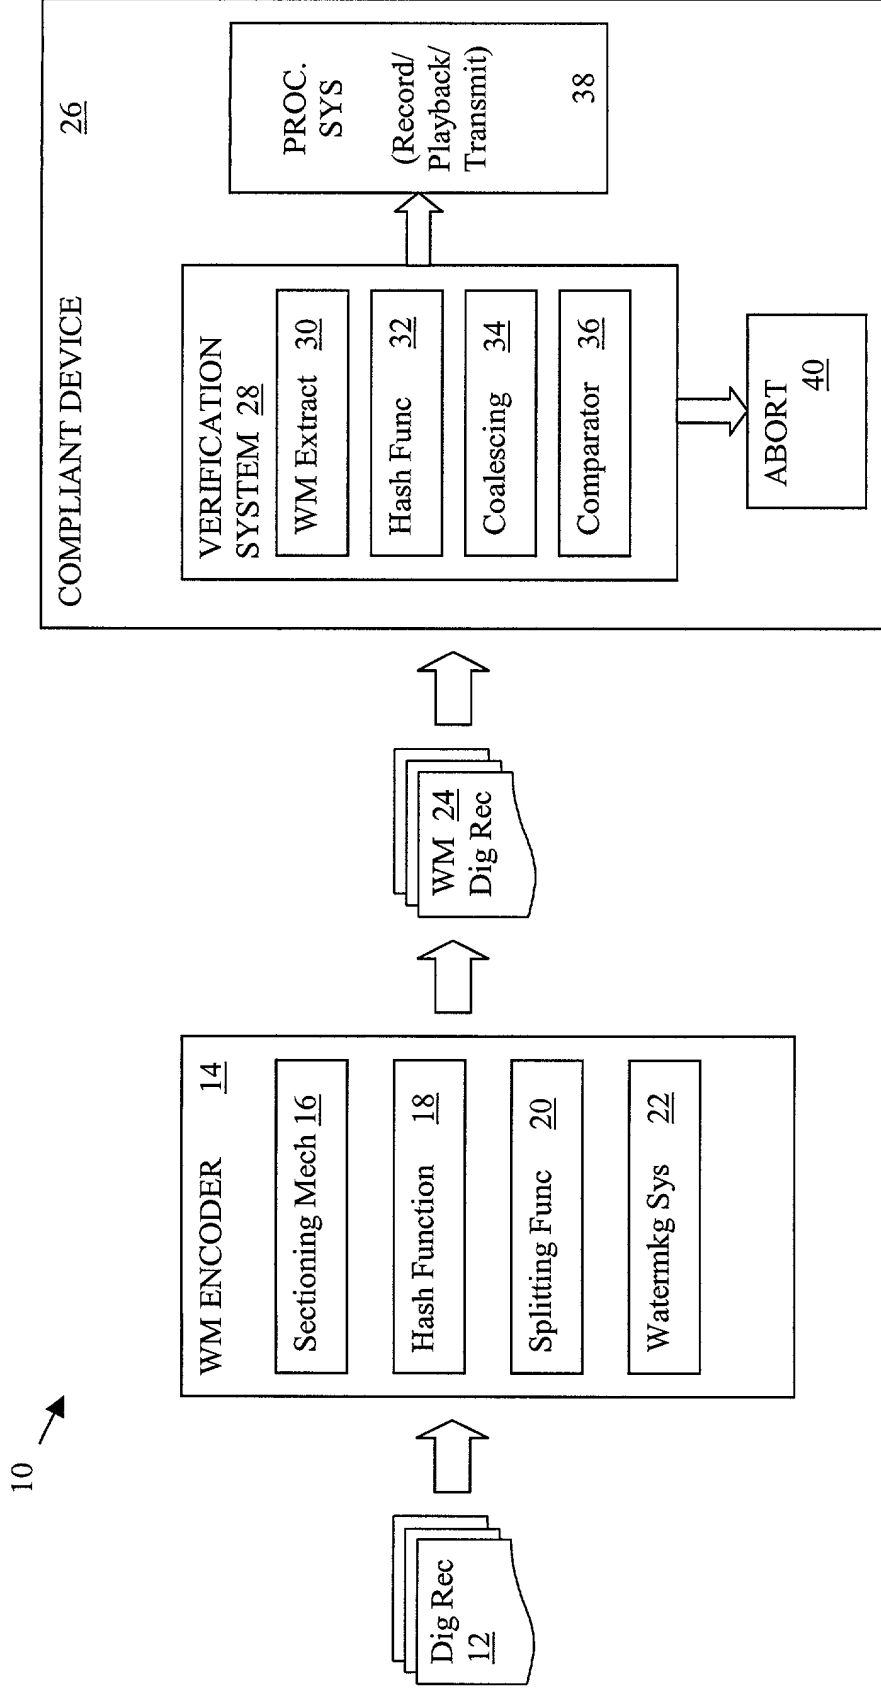 10
Dig Rec
12
WM ENCODER 14
Sectioning Mech 16
Hash Function 18
Splitting Func 20
Watermkg Sys 22
WM 24
Dig Rec
COMPLIANT DEVICE 26
VERIFICATION
SYSTEM 28
WM Extract 30
Hash Func 32
Coalescing 34
Comparator 36
PROC.
SYS
(Record/
Playback/
Transmit)
38
ABORT
40